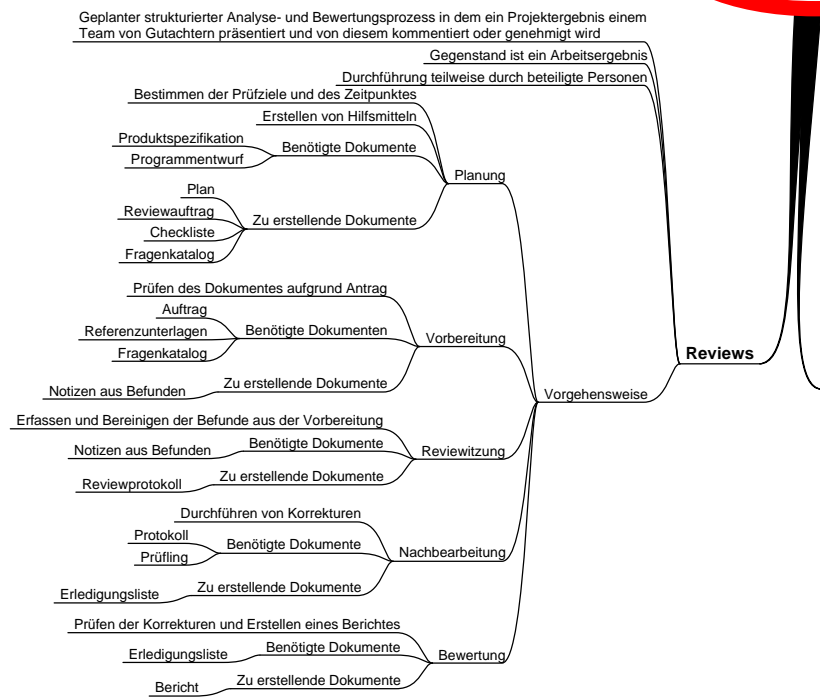 Geplanter strukturierter Analyse- und Bewertungsprozess in dem ein Projektergebnis einem
Team von Gutachtern präsentiert und von diesem kommentiert oder genehmigt wird
Gegenstand ist ein Arbeitsergebnis
Durchführung teilweise durch beteiligte Personen
Bestimmen der Prüfziele und des Zeitpunktes
Erstellen von Hilfsmitteln
Produktspezifikation
Programmentwurf
Benötigte Dokumente
Planung
Plan
Reviewauftrag
Checkliste
Fragenkatalog
Zu erstellende Dokumente
Prüfen des Dokumentes aufgrund Antrag
Auftrag
Referenzunterlagen
Fragenkatalog
Benötigte Dokumenten
Vorbereitung
Notizen aus Befunden
Zu erstellende Dokumente
Reviews
Vorgehensweise
Erfassen und Bereinigen der Befunde aus der Vorbereitung
Notizen aus Befunden
Benötigte Dokumente
Reviewitzung
Reviewprotokoll
Zu erstellende Dokumente
Durchführen von Korrekturen
Protokoll
Prüfling
Benötigte Dokumente
Nachbearbeitung
Erledigungsliste
Zu erstellende Dokumente
Prüfen der Korrekturen und Erstellen eines Berichtes
Erledigungsliste
Benötigte Dokumente
Bewertung
Bericht
Zu erstellende Dokumente